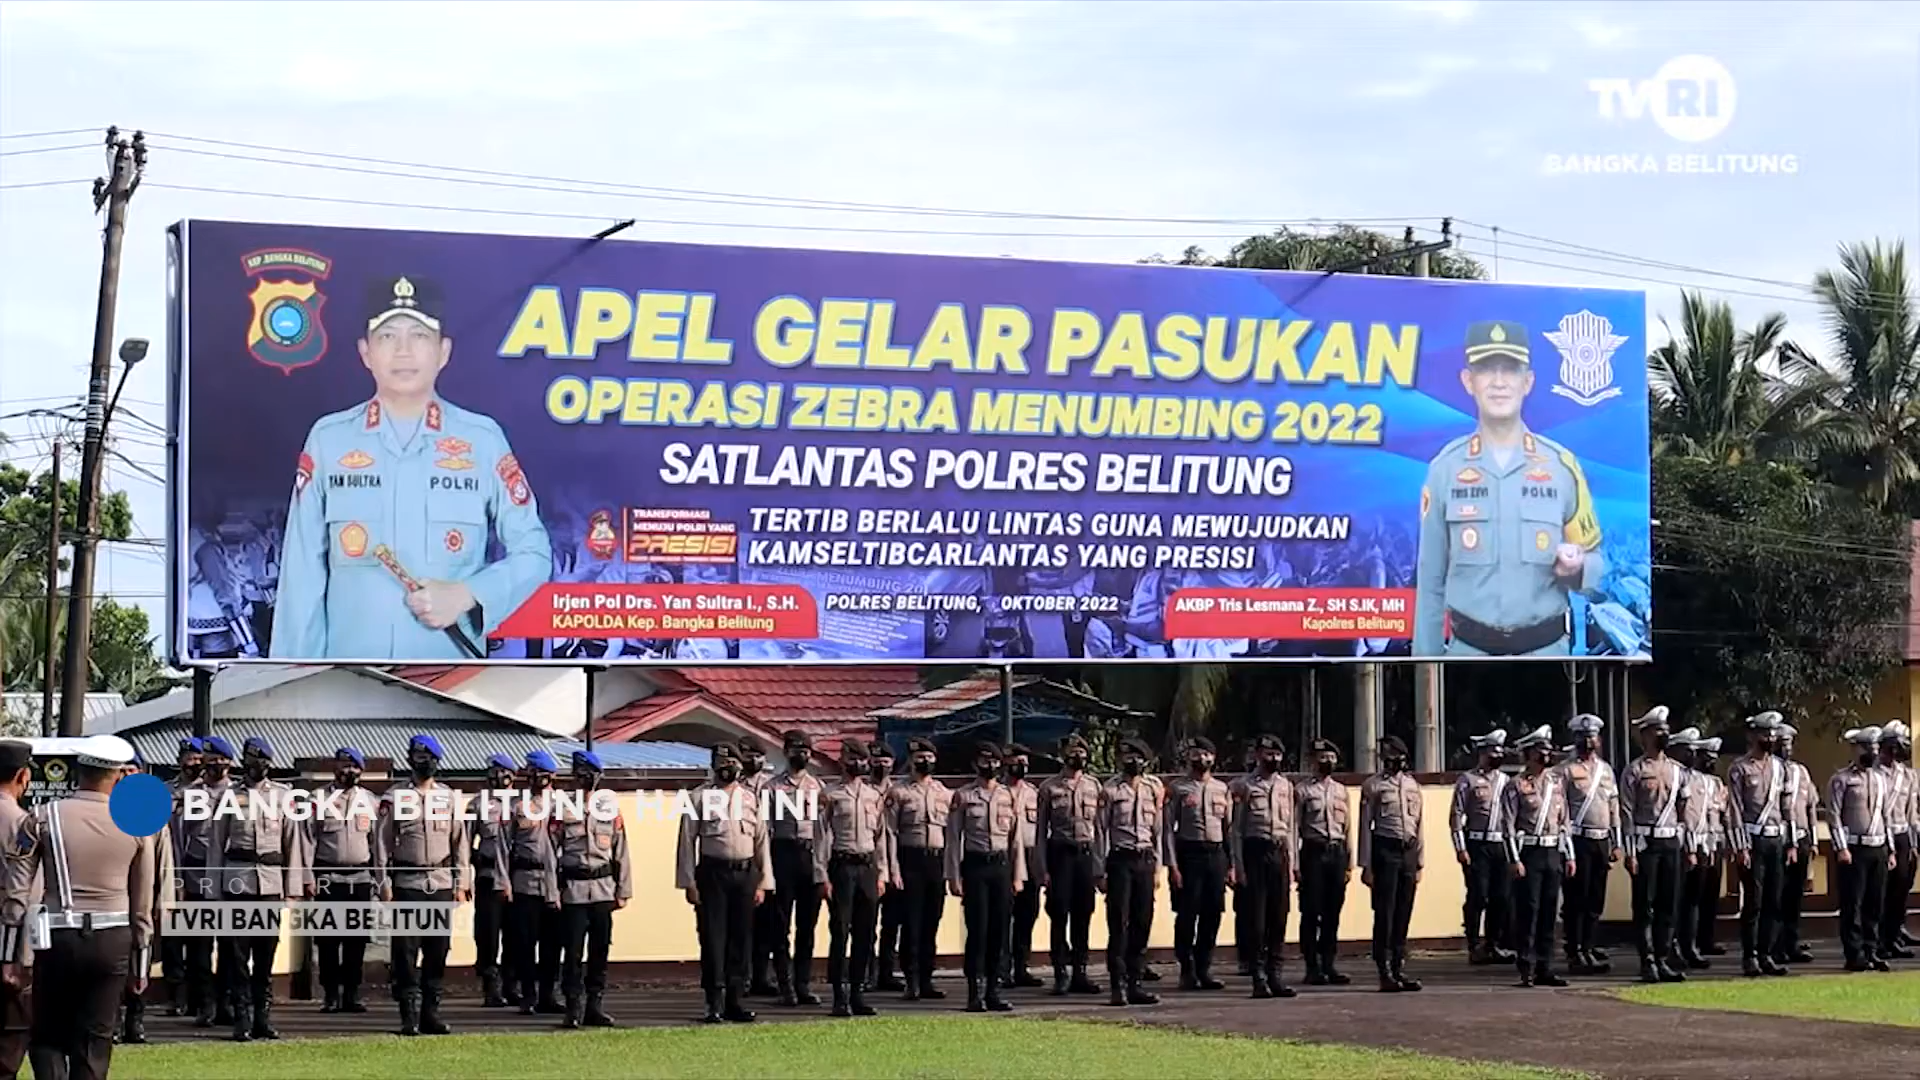 TVRI
BANGKA BELITUNG
KEP. BANGKA BELITUNG
APEL GELAR PASUKAN
OPERASI ZEBRA MENUMBING 2022
SATLANTAS POLRES BELITUNG
YAN SULTRA
POLRI
POLRI
TRANSFORMASI
MENUJU POLRI YANG
PRESISI
TERTIB BERLALU LINTAS GUNA MEWUJUDKAN
KAMSELTIBCARLANTAS YANG PRESISI
Irjen Pol Drs. Yan Sultra I., S.H.
KAPOLDA Kep. Bangka Belitung
POLRES BELITUNG, OKTOBER 2022
AKBP Tris Lesmana Z., SH S.IK, MH
Kapolres Belitung
BANGKA BELITUNG HARI INI
PROPERTY OF
TVRI BANGKA BELITUNG